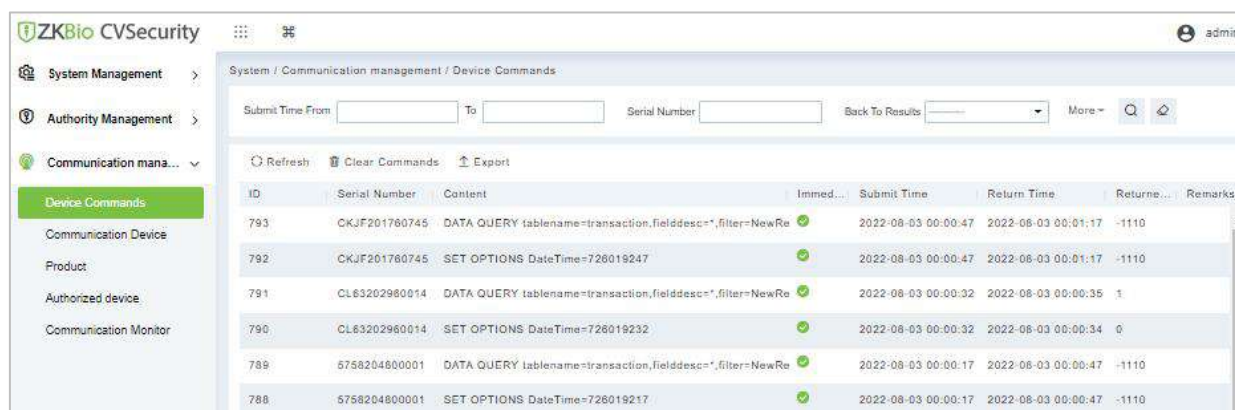 ZKBio CVSecurity
admin
System Management
Authority Management
Communication mana...
Device Commands
Communication Device
Product
Authorized device
Communication Monitor
System / Communication management / Device Commands
Submit Time From To Serial Number Back To Results ---------- More
Refresh Clear Commands Export
ID Serial Number Content Immed... Submit Time Return Time Returne... Remarks
793 CKJF201760745 DATA QUERY tablename=transaction,fielddesc=*,filter=NewRe 2022-08-03 00:00:47 2022-08-03 00:01:17 -1110
792 CKJF201760745 SET OPTIONS DateTime=726019247 2022-08-03 00:00:47 2022-08-03 00:01:17 -1110
791 CL63202960014 DATA QUERY tablename=transaction,fielddesc=*,filter=NewRe 2022-08-03 00:00:32 2022-08-03 00:00:35 1
790 CL63202960014 SET OPTIONS DateTime=726019232 2022-08-03 00:00:32 2022-08-03 00:00:34 0
789 5758204800001 DATA QUERY tablename=transaction,fielddesc=*,filter=NewRe 2022-08-03 00:00:17 2022-08-03 00:00:47 -1110
788 5758204800001 SET OPTIONS DateTime=726019217 2022-08-03 00:00:17 2022-08-03 00:00:47 -1110